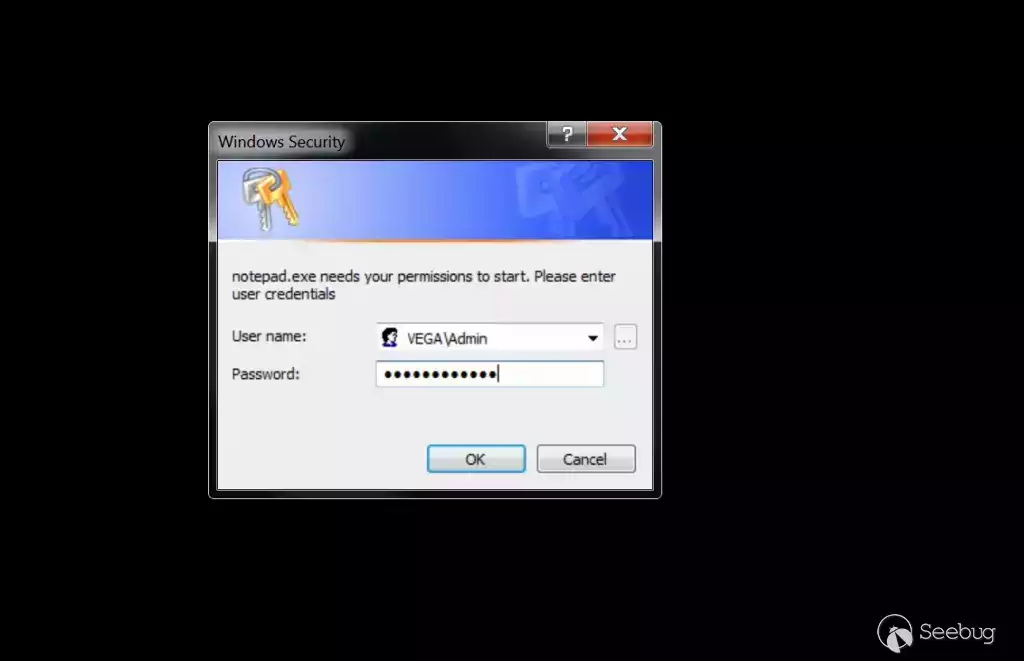 Windows Security
?
X
notepad.exe needs your permissions to start. Please enter
user credentials
User name:
VEGA\Admin
...
Password:
●●●●●●●●●●●●
OK
Cancel
Seebug